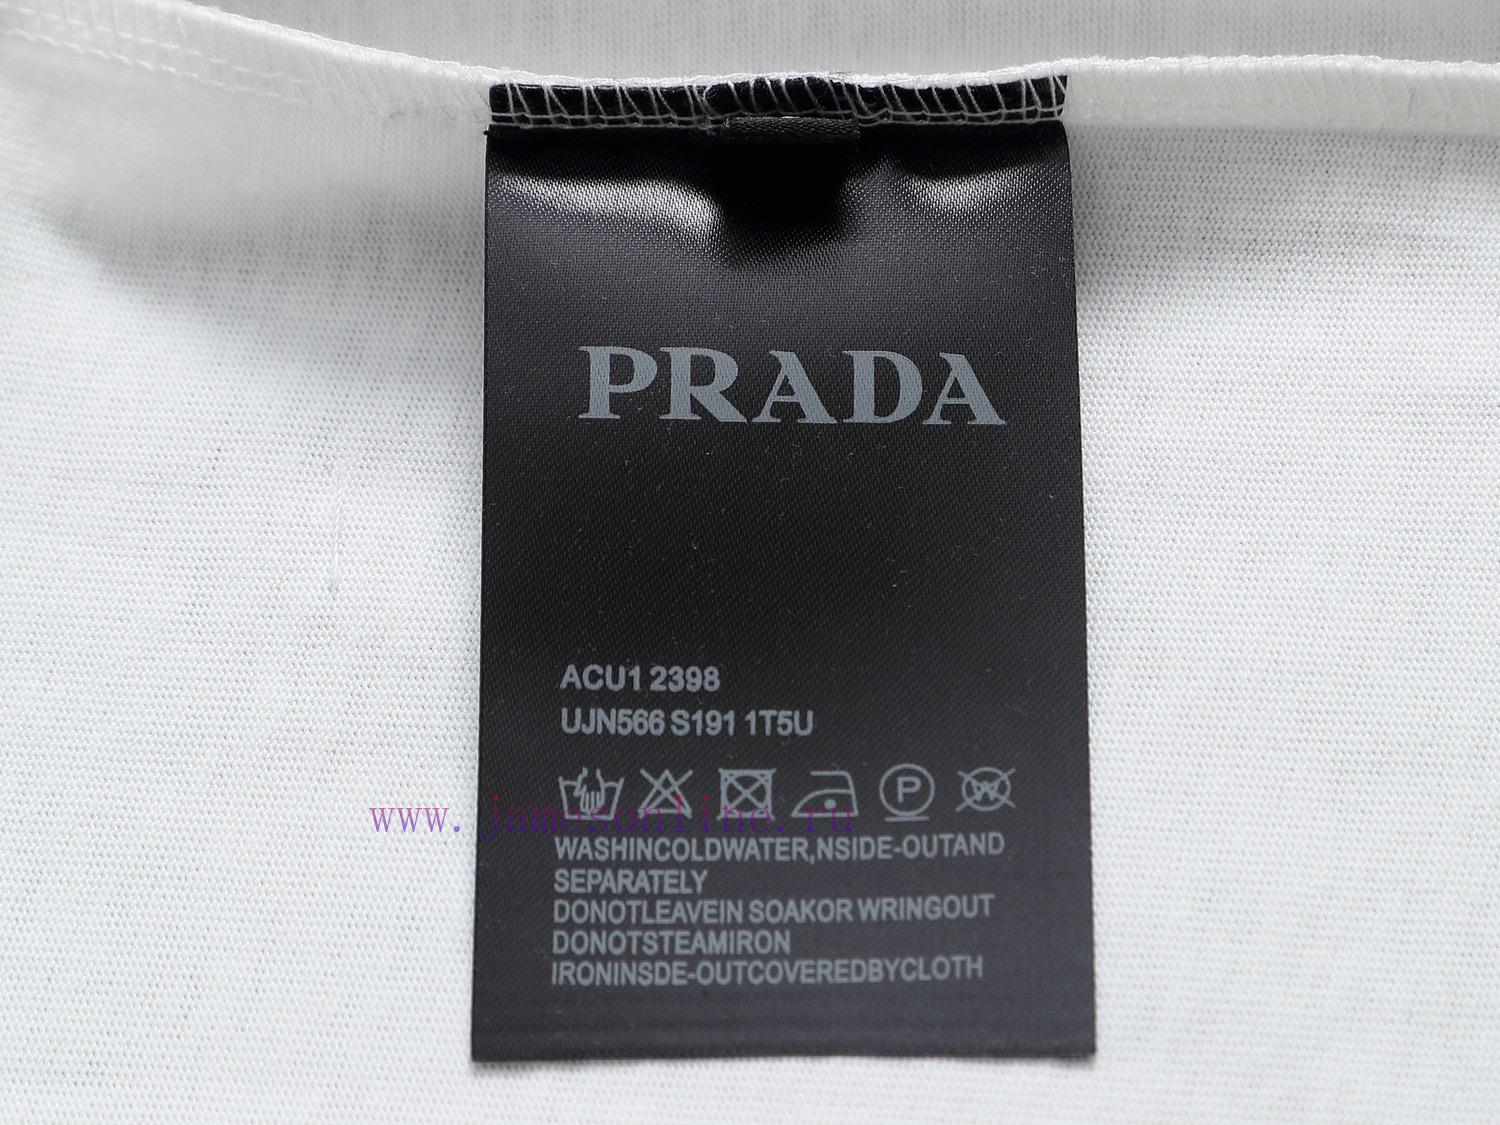 PRADA
ACU1 2398
UJN566 S191 1T5U
P W
www.jamesonline.ru
WASHINCOLDWATER,NSIDE-OUTAND
SEPARATELY
DONOTLEAVEIN SOAKOR WRINGOUT
DONOTSTEAMIRON
IRONINSDE-OUTCOVEREDBYCLOTH